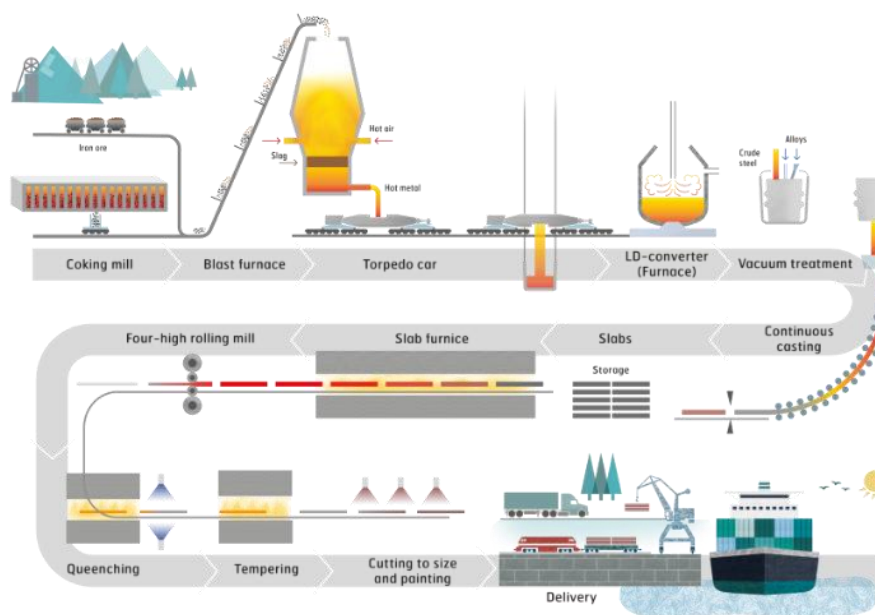 Iron ore
Hot air
Slag
Hot metal
Crude
steel
Alloys
Coking mill
Blast furnace
Torpedo car
LD-converter
(Furnace)
Vacuum treatment
Four-high rolling mill
Slab furnice
Slabs
Continuous
casting
Storage
Queenching
Tempering
Cutting to size
and painting
Delivery